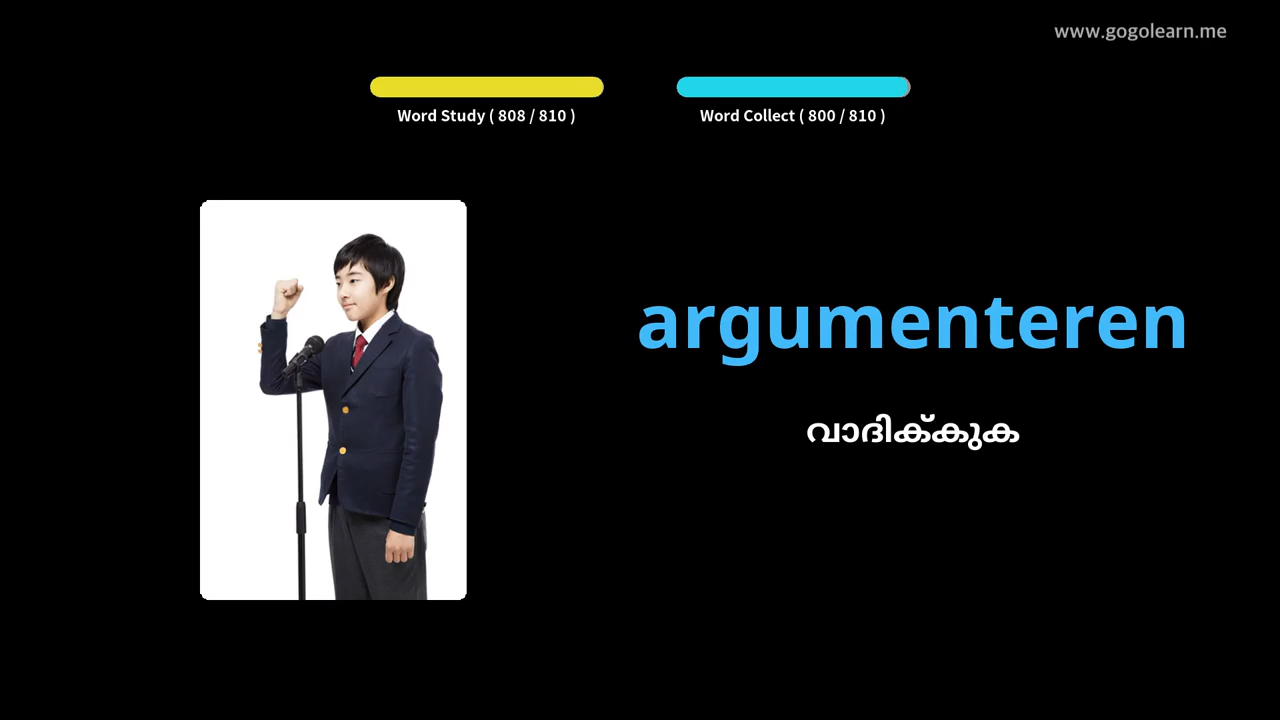 www.gogolearn.me
Word Study ( 808 / 810 )
Word Collect ( 800 / 810 )
argumenteren
വാദിക്കുക